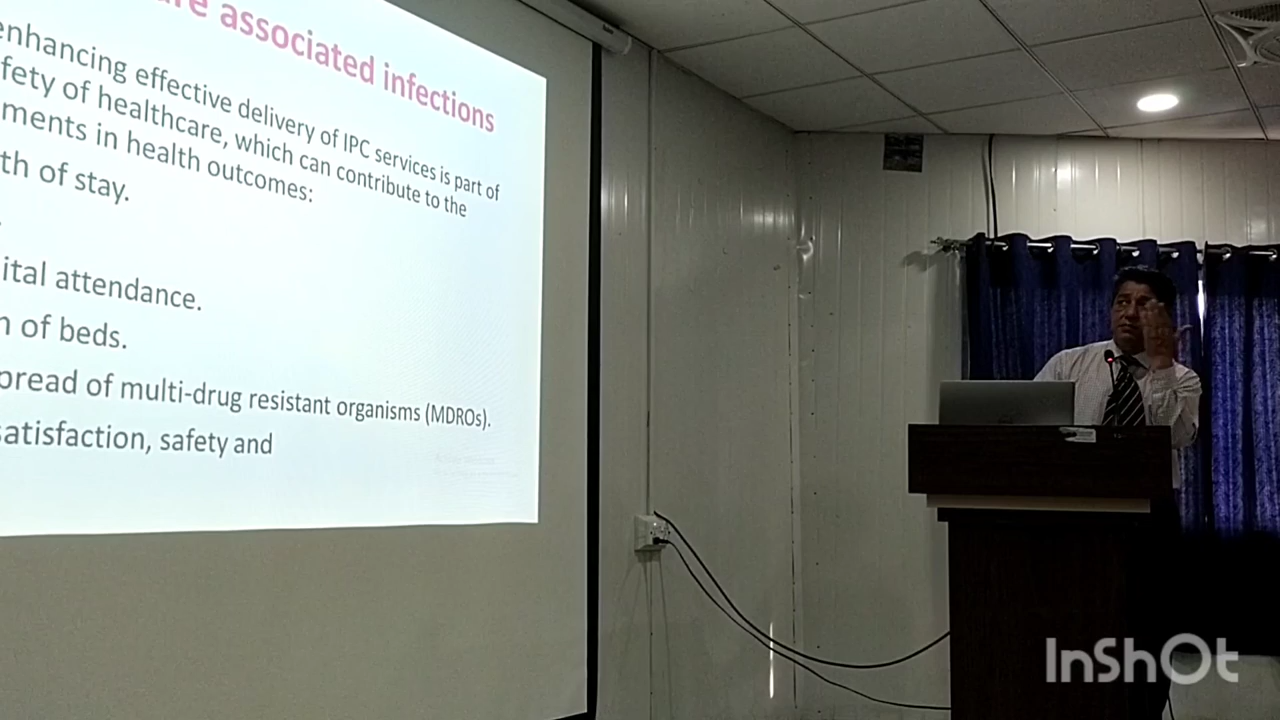 associated infections
enhancing effective delivery of IPC services is part of
fety of healthcare, which can contribute to the
ments in health outcomes:
th of stay.
ital attendance.
n of beds.
pread of multi-drug resistant organisms (MDROs).
satisfaction, safety and
InShOt